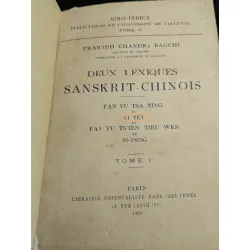 SINO-INDICA
PUBLICATIONS DE L'UNIVERSITÉ DE CALCUTTA
TOME II
PRABODH CHANDRA BAGCHI
DEUX LEXIQUES
SANSKRIT-CHINOIS
FAN YU TSA MING
DE
LI YEN
ET
FAN YU TS'IEN TSEU WEN
DE
YI-TSING
TOME I
PARIS
LIBRAIRIE ORIENTALISTE PAUL GEUTHNER